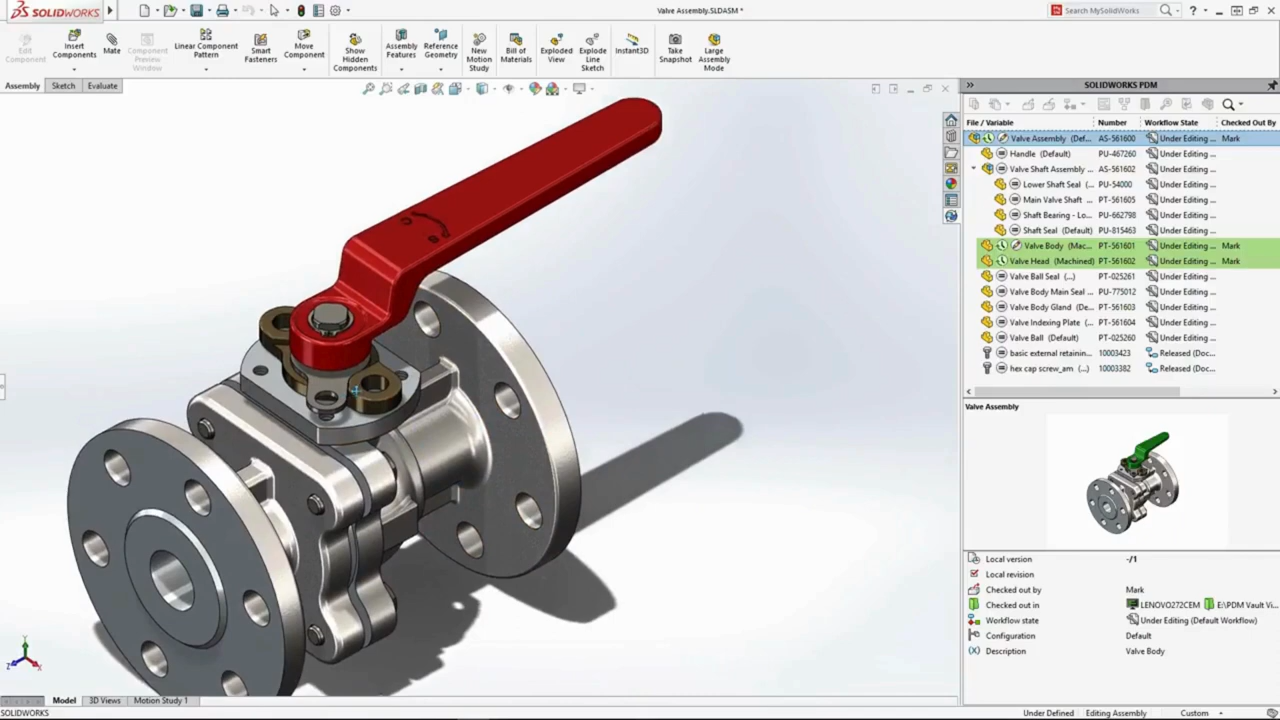 SOLIDWORKS
Valve Assembly.SLDASM *
Search MySolidWorks
Edit Component
Insert Components
Mate
Component Preview Window
Linear Component Pattern
Smart Fasteners
Move Component
Show Hidden Components
Assembly Features
Reference Geometry
New Motion Study
Bill of Materials
Exploded View
Explode Line Sketch
Instant3D
Take Snapshot
Large Assembly Mode
Assembly Sketch Evaluate
SOLIDWORKS PDM
File / Variable Number Workflow State Checked Out By
Valve Assembly (Def... AS-561600 Under Editing ... Mark
Handle (Default) PU-467260 Under Editing ...
Valve Shaft Assembly ... AS-561602 Under Editing ...
Lower Shaft Seal (... PU-54000 Under Editing ...
Main Valve Shaft ... PT-561605 Under Editing ...
Shaft Bearing - Lo... PU-662798 Under Editing ...
Shaft Seal (Default) PU-815463 Under Editing ...
Valve Body (Mac... PT-561601 Under Editing ... Mark
Valve Head (Machined) PT-561602 Under Editing ... Mark
Valve Ball Seal (...) PT-025261 Under Editing ...
Valve Body Main Seal ... PU-775012 Under Editing ...
Valve Body Gland (De... PT-561603 Under Editing ...
Valve Indexing Plate (... PT-561604 Under Editing ...
Valve Ball (Default) PT-025260 Under Editing ...
basic external retainin... 10003423 Released (Doc...
hex cap screw_am (...) 10003382 Released (Doc...
Valve Assembly
Local version -/1
Local revision
Checked out by Mark
Checked out in LENOVO272CEM E:\PDM Vault Vi...
Workflow state Under Editing (Default Workflow)
Configuration Default
Description Valve Body
Y
Z X
Model 3D Views Motion Study 1
SOLIDWORKS Under Defined Editing Assembly Custom